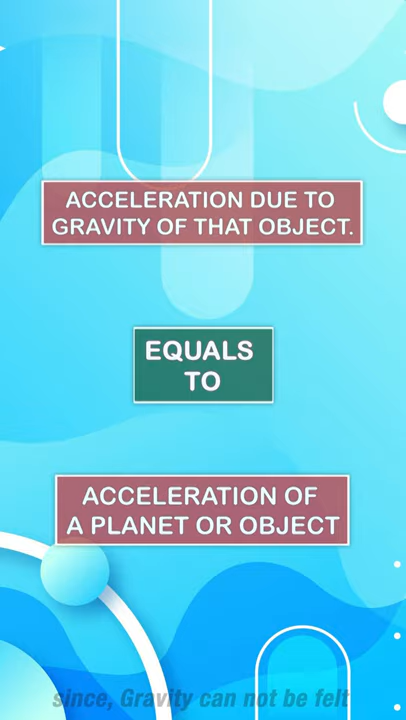 ACCELERATION DUE TO
GRAVITY OF THAT OBJECT.
EQUALS
TO
ACCELERATION OF
A PLANET OR OBJECT
since, Gravity can not be felt